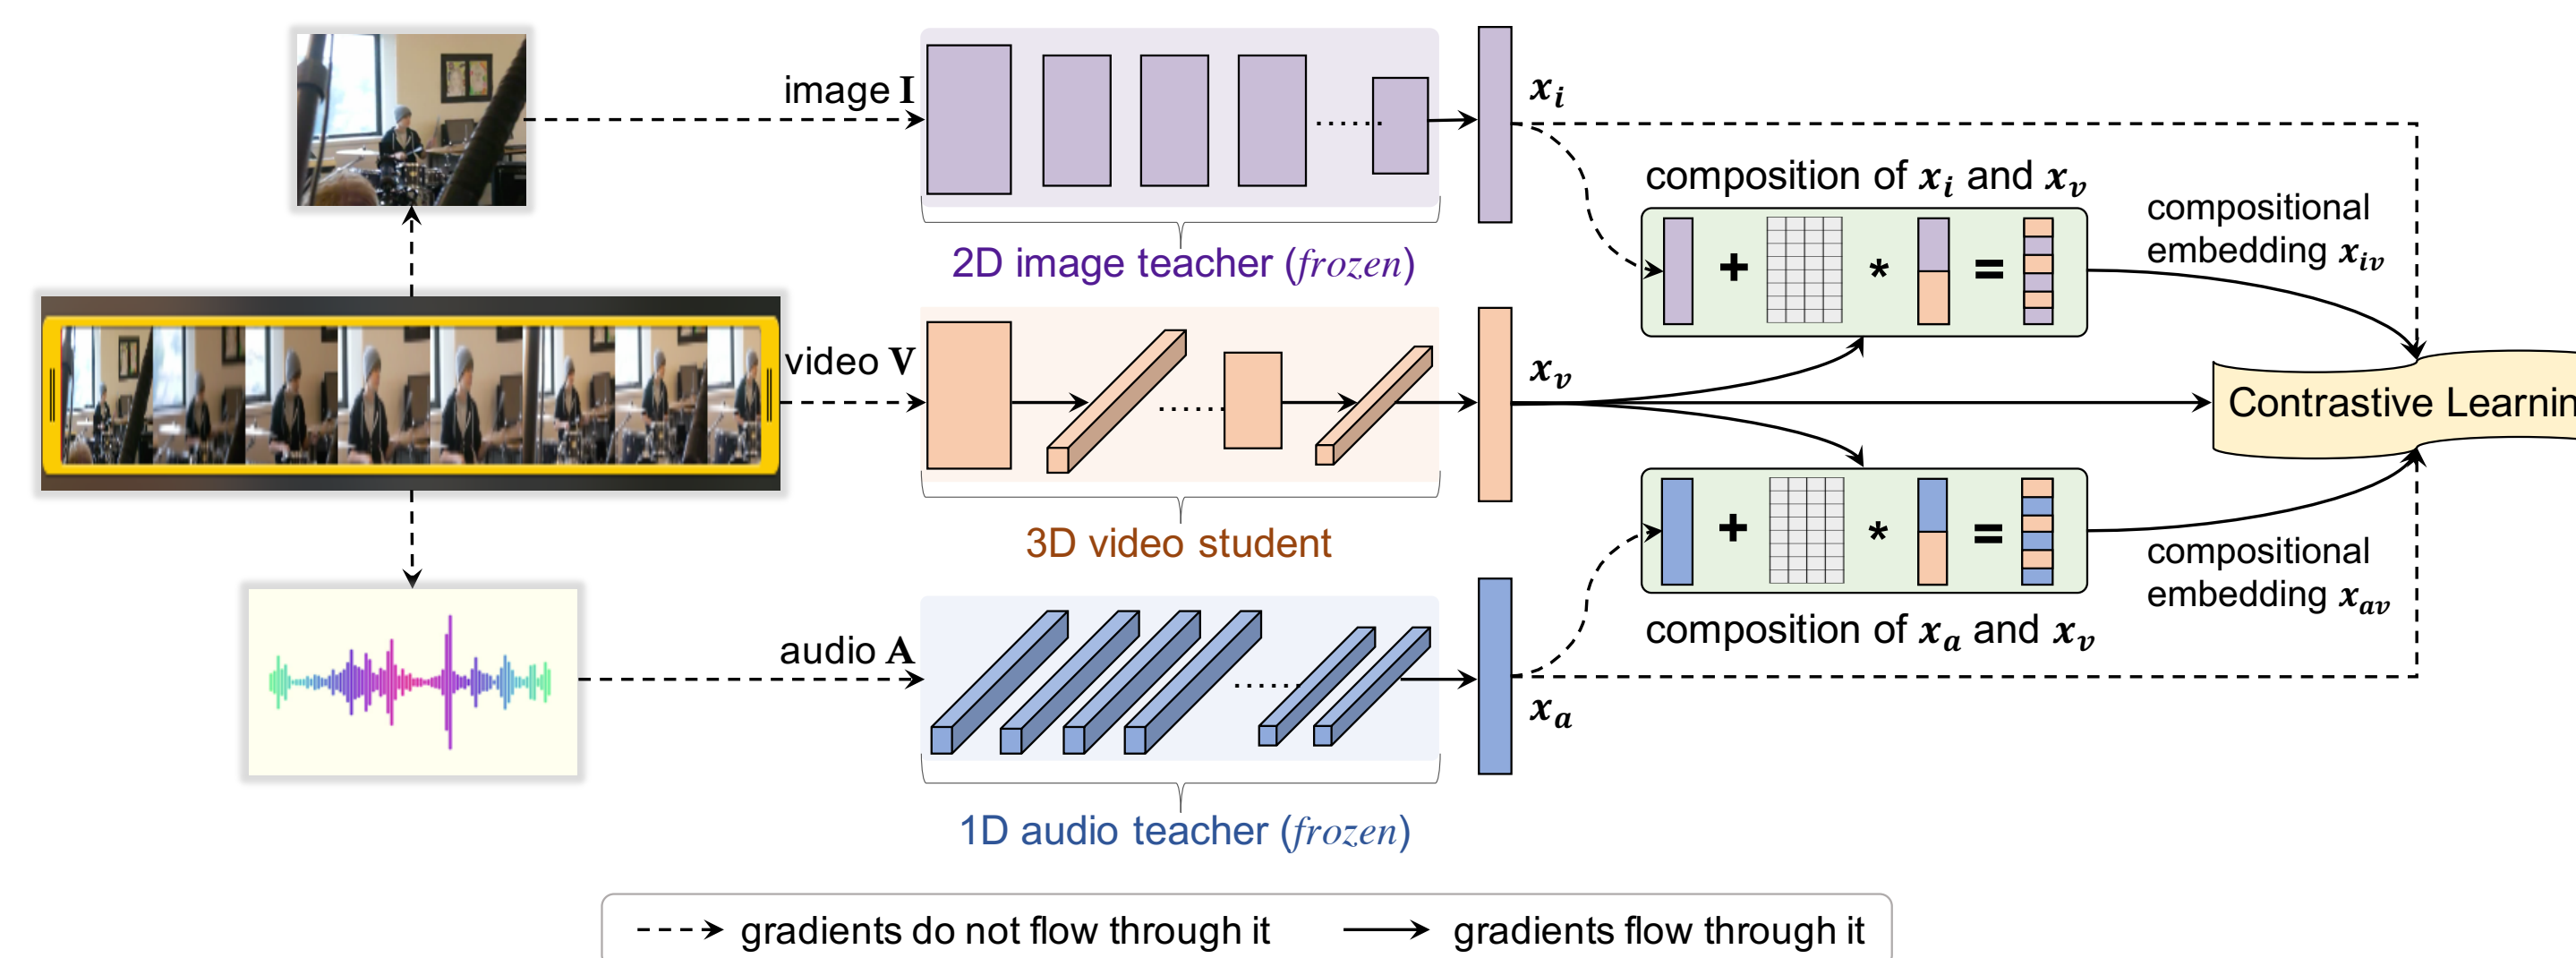 image I
x_i
composition of x_i and x_v
compositional
embedding x_iv
+ * =
2D image teacher (frozen)
video V
x_v
Contrastive Learnin
3D video student
+ * =
compositional
embedding x_av
composition of x_a and x_v
audio A
x_a
1D audio teacher (frozen)
gradients do not flow through it
gradients flow through it